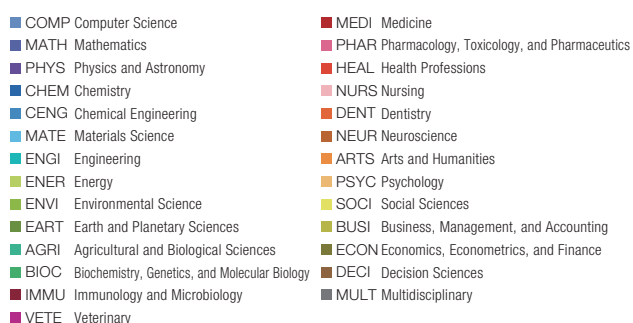 COMP Computer Science
MATH Mathematics
PHYS Physics and Astronomy
CHEM Chemistry
CENG Chemical Engineering
MATE Materials Science
ENGI Engineering
ENER Energy
ENVI Environmental Science
EART Earth and Planetary Sciences
AGRI Agricultural and Biological Sciences
BIOC Biochemistry, Genetics, and Molecular Biology
IMMU Immunology and Microbiology
VETE Veterinary
MEDI Medicine
PHAR Pharmacology, Toxicology, and Pharmaceutics
HEAL Health Professions
NURS Nursing
DENT Dentistry
NEUR Neuroscience
ARTS Arts and Humanities
PSYC Psychology
SOCI Social Sciences
BUSI Business, Management, and Accounting
ECON Economics, Econometrics, and Finance
DECI Decision Sciences
MULT Multidisciplinary